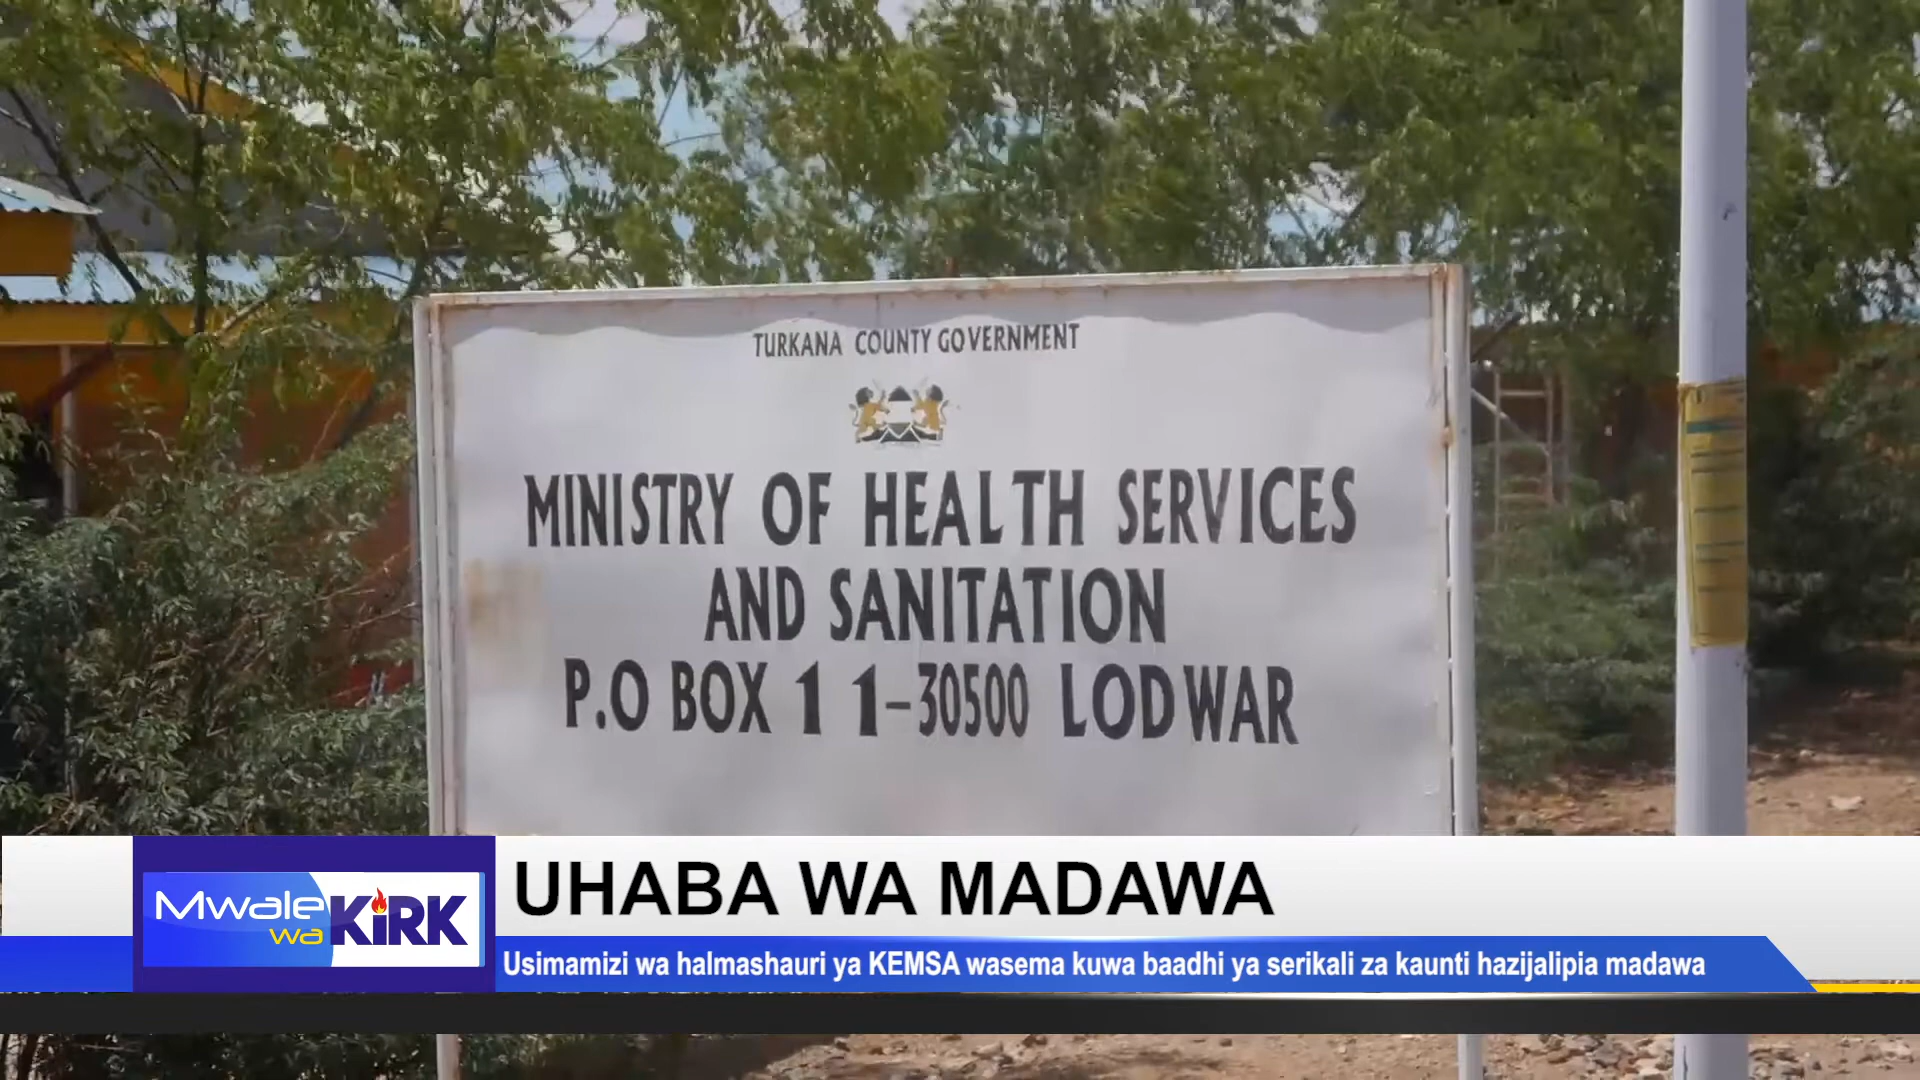 TURKANA COUNTY GOVERNMENT
MINISTRY OF HEALTH SERVICES
AND SANITATION
P.O BOX 11-30500 LODWAR
Mwale
wa
KIRK
UHABA WA MADAWA
Usimamizi wa halmashauri ya KEMSA wasema kuwa baadhi ya serikali za kaunti hazijalipia madawa